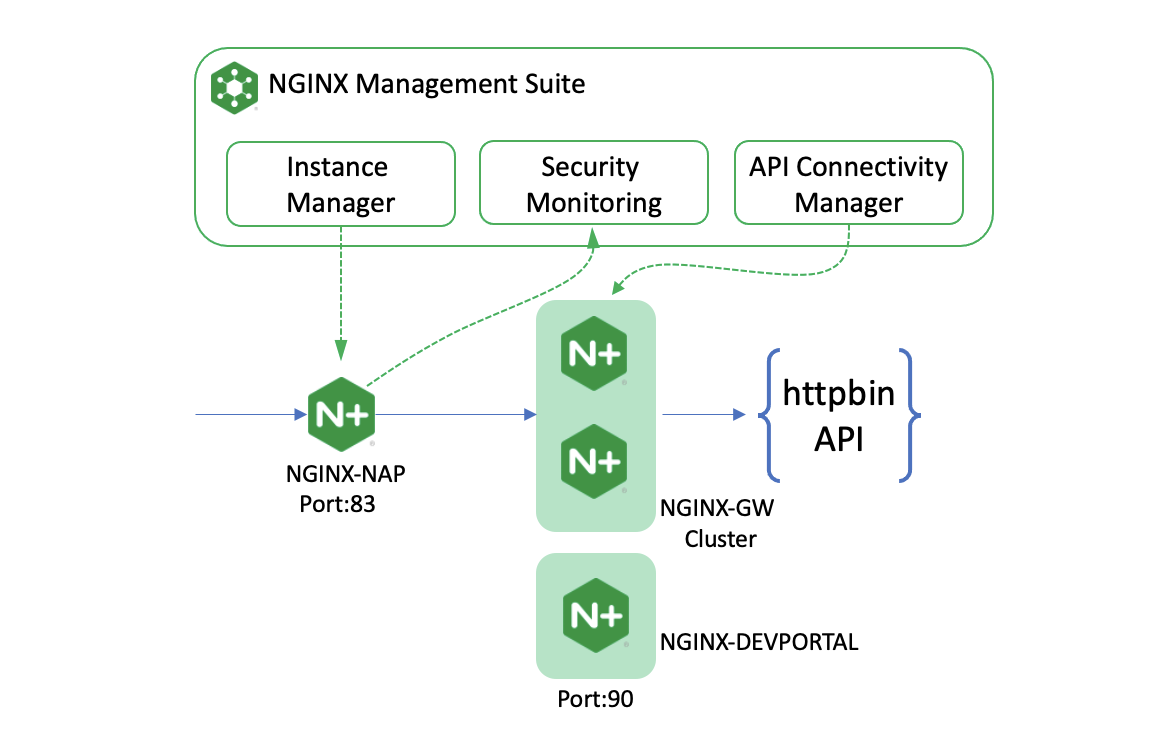 NGINX Management Suite
Instance
Manager
Security
Monitoring
API Connectivity
Manager
N+
N+
N+
httpbin
API
NGINX-NAP
Port:83
NGINX-GW
Cluster
N+
NGINX-DEVPORTAL
Port:90